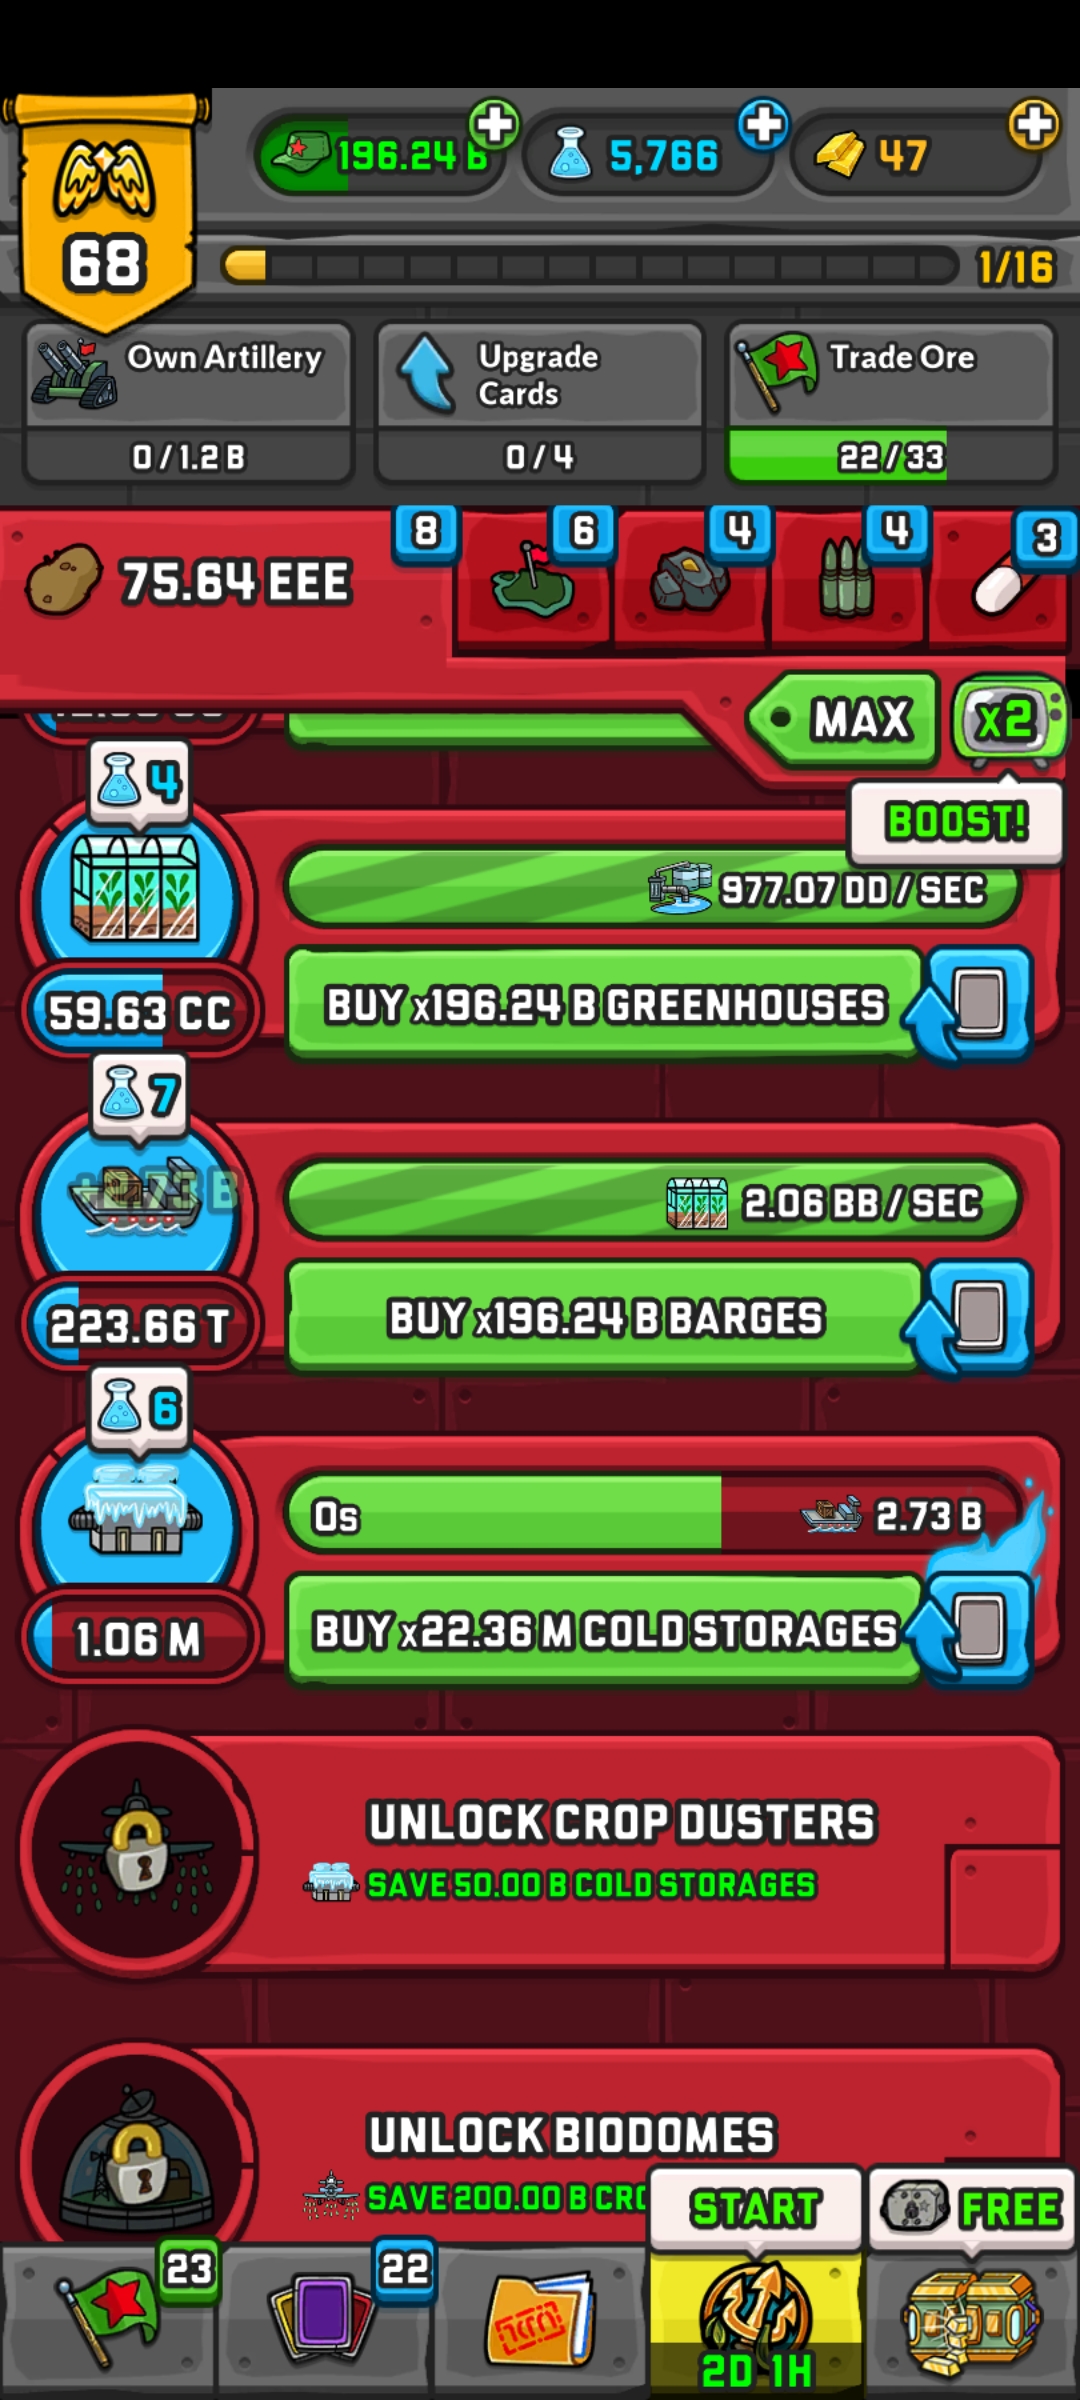 196.24 B
5,766
47
68
1/16
Own Artillery
0/1.2 B
Upgrade
Cards
0/4
Trade Ore
22/33
75.64 EEE
8
6
4
4
3
MAX
x2
BOOST!
4
977.07 DD/SEC
59.63 CC
BUY x196.24 B GREENHOUSES
7
2.06 BB/SEC
223.66 T
BUY x196.24 B BARGES
6
0s
2.73 B
1.06 M
BUY x22.36 M COLD STORAGES
UNLOCK CROP DUSTERS
SAVE 50.00 B COLD STORAGES
UNLOCK BIODOMES
SAVE 200.00 B
START
FREE
23
22
2D 1H